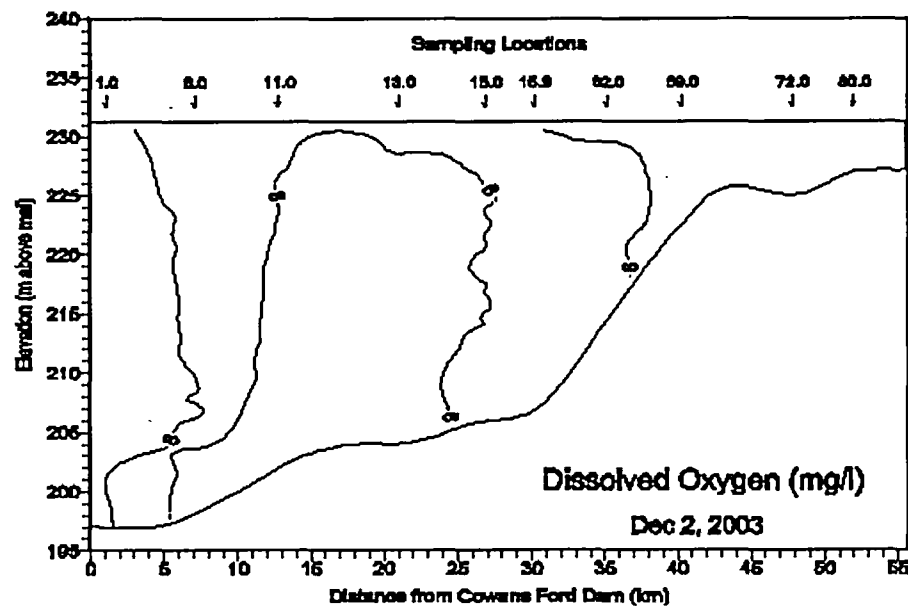 240
Sampling Locations
235
1.0 6.0 11.0 13.0 15.0 15.9 62.0 69.0 72.0 80.0
230
225
220
215
210
205
200
195
Elevation (m above msl)
Dissolved Oxygen (mg/l)
Dec 2, 2003
0 5 10 15 20 25 30 35 40 45 50 55
Distance from Cowans Ford Dam (km)